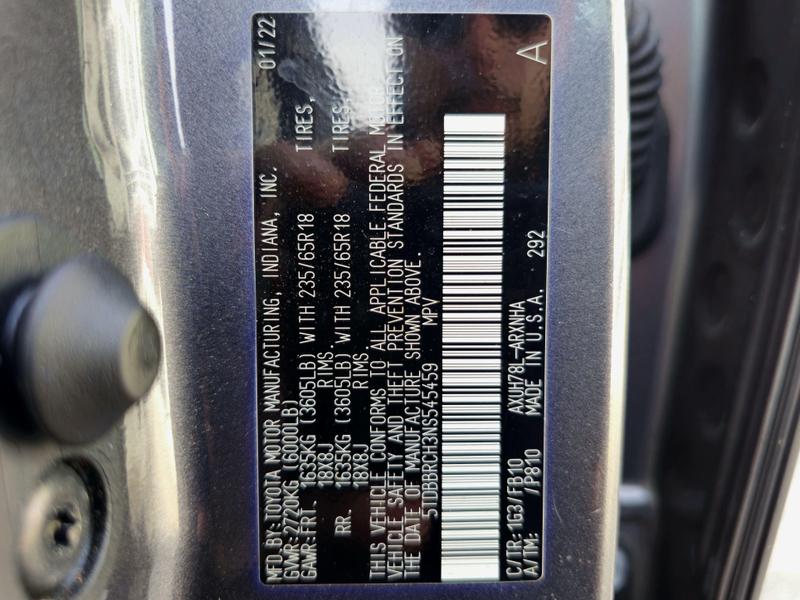 MFD.BY:TOYOTA MOTOR MANUFACTURING, INDIANA, INC. 01/22
GVWR:2720KG (6000LB)
GAWR:FRT 1635KG (3605LB) WITH 235/65R18 TIRES,
18X8J RIMS.
RR. 1635KG (3605LB) WITH 235/65R18 TIRES,
18X8J RIMS.
THIS VEHICLE CONFORMS TO ALL APPLICABLE FEDERAL MOTOR
VEHICLE SAFETY AND THEFT PREVENTION STANDARDS IN EFFECT ON
THE DATE OF MANUFACTURE SHOWN ABOVE.
5TDBBRCH3NS545459 MPV
C/TR: 1G3/FB10 AXUH78L-ARXNHA
A/TM: /P810 MADE IN U.S.A. 292 A